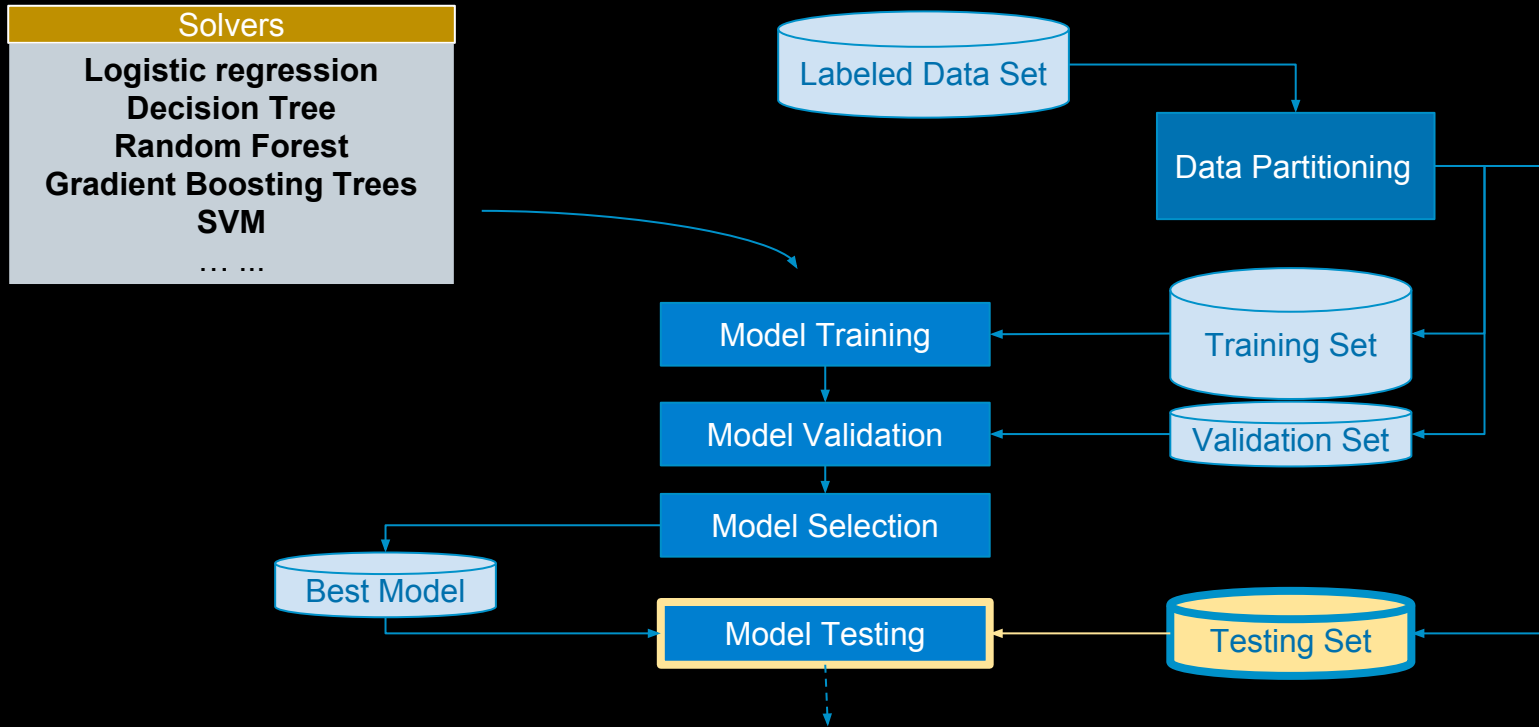 Solvers
Logistic regression
Decision Tree
Random Forest
Gradient Boosting Trees
SVM
… ...
Labeled Data Set
Data Partitioning
Model Training
Training Set
Model Validation
Validation Set
Model Selection
Best Model
Model Testing
Testing Set